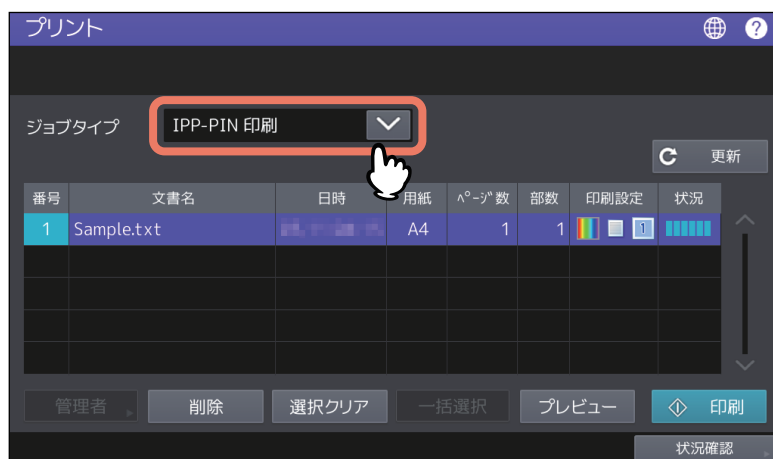 プリント ?
ジョブタイプ IPP-PIN 印刷
更新
番号 文書名 日時 用紙 ページ数 部数 印刷設定 状況
1 Sample.txt A4 1 1 1
管理者 削除 選択クリア 一括選択 プレビュー 印刷
状況確認